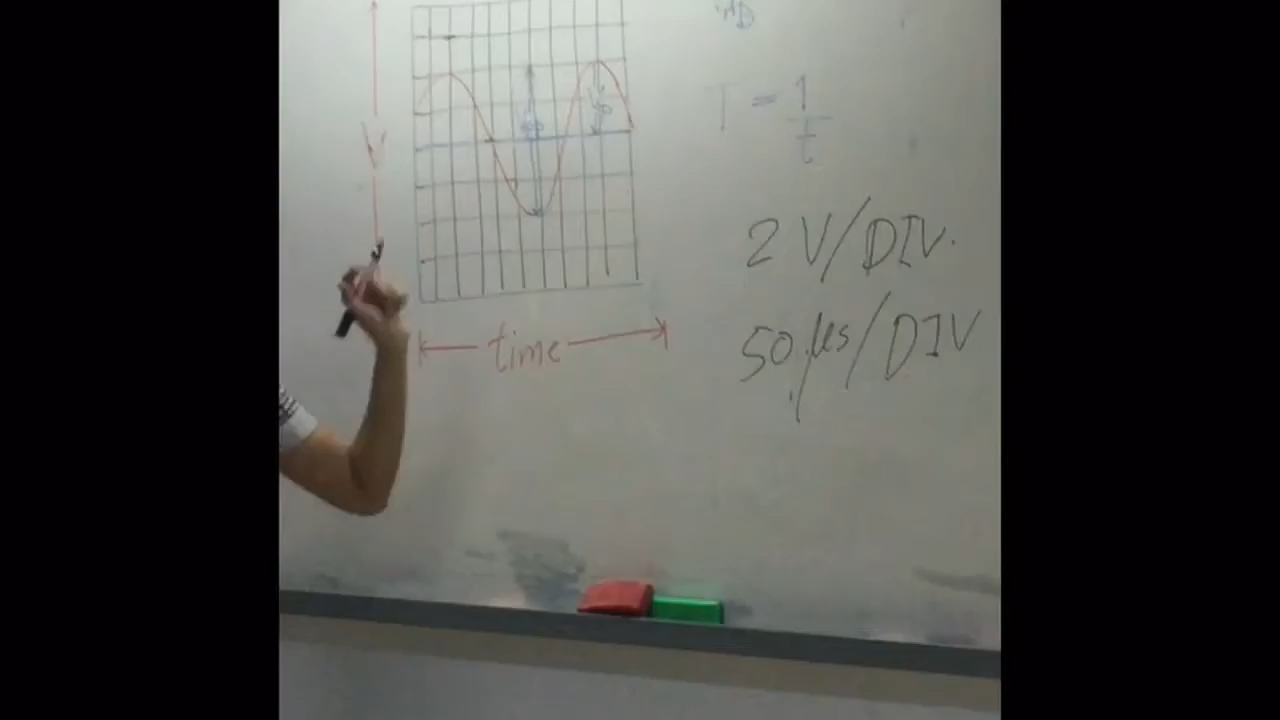 V
T = 1/t
2 V/DIV.
50 µs/DIV
time